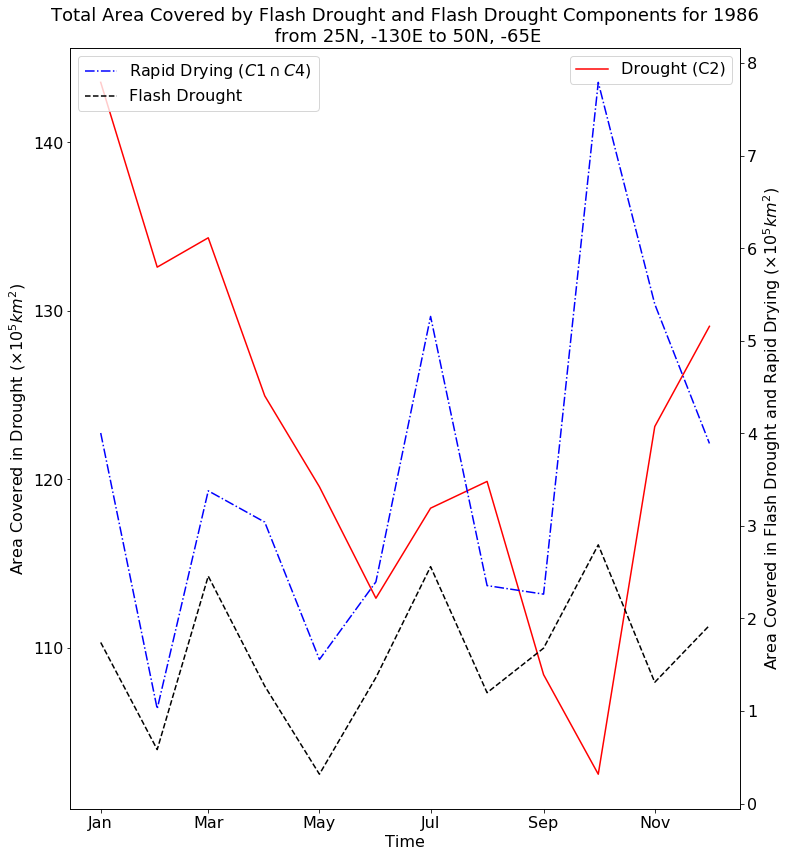 Total Area Covered by Flash Drought and Flash Drought Components for 1986
from 25N, -130E to 50N, -65E
Rapid Drying (C1 ∩ C4)
Flash Drought
Drought (C2)
Area Covered in Drought (×10⁵km²)
140
130
120
110
8
7
6
5
4
3
2
1
0
Area Covered in Flash Drought and Rapid Drying (×10⁵km²)
Jan Mar May Jul Sep Nov
Time